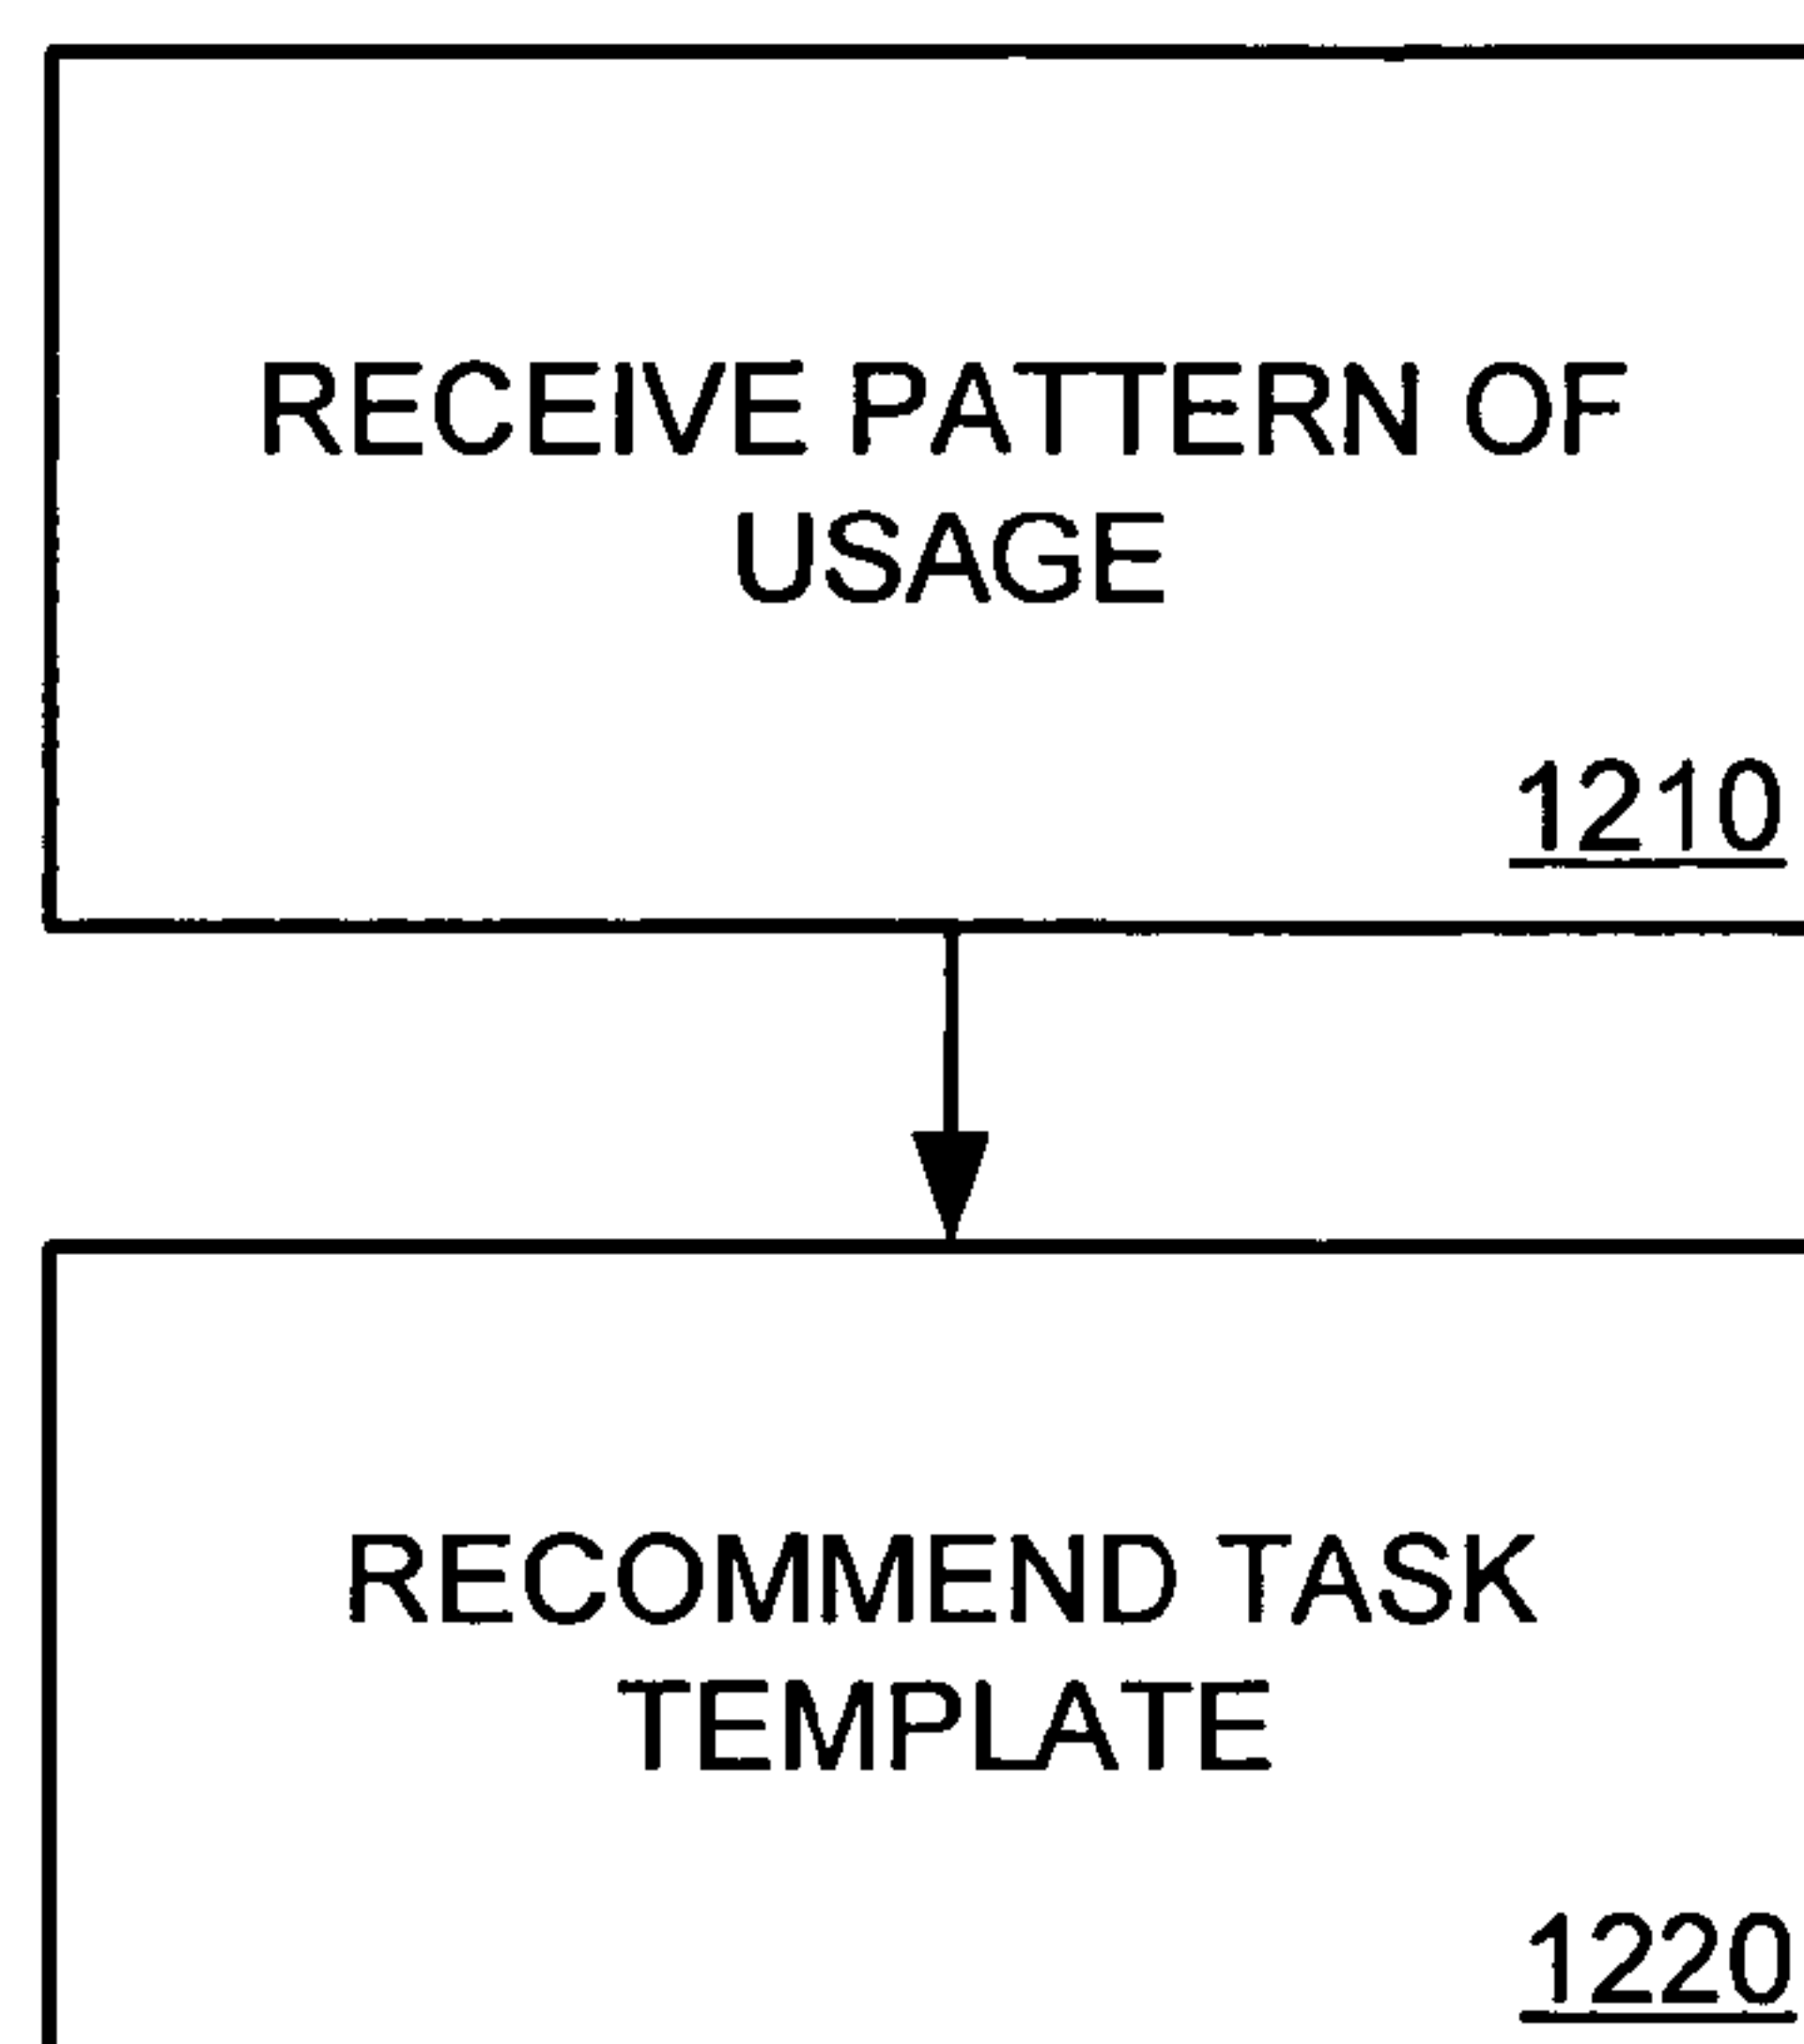 RECEIVE PATTERN OF
USAGE
1210
RECOMMEND TASK
TEMPLATE
1220